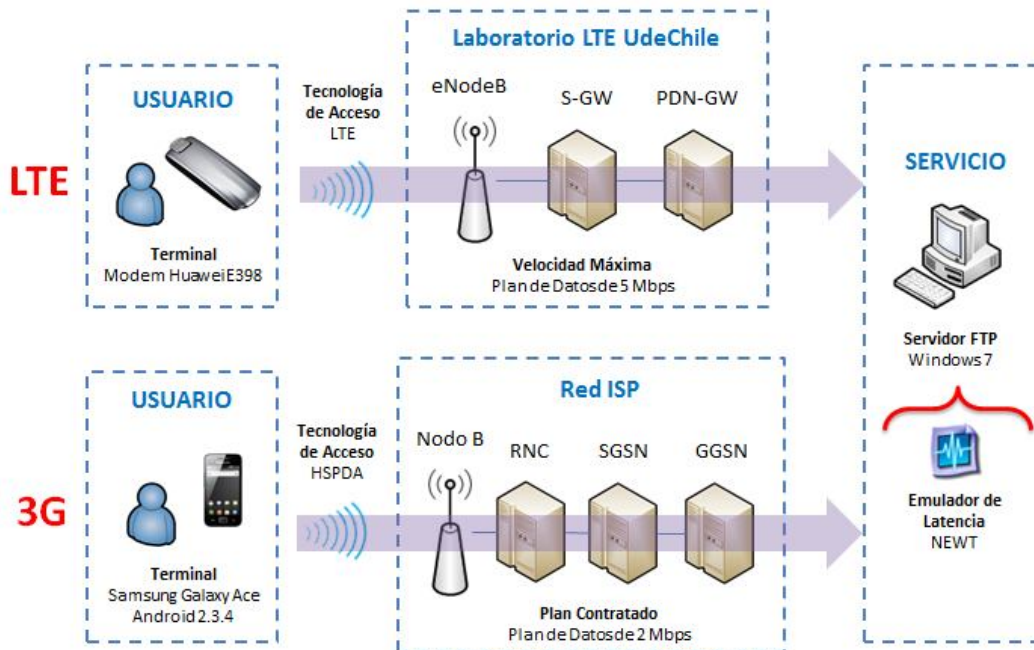 LTE
USUARIO
Terminal
Modem Huawei E398
Tecnología
de Acceso
LTE
Laboratorio LTE UdeChile
eNodeB
S-GW
PDN-GW
Velocidad Máxima
Plan de Datos de 5 Mbps
SERVICIO
Servidor FTP
Windows 7
Emulador de
Latencia
NEWT
3G
USUARIO
Terminal
Samsung Galaxy Ace
Android 2.3.4
Tecnología
de Acceso
HSPDA
Red ISP
Nodo B
RNC
SGSN
GGSN
Plan Contratado
Plan de Datos de 2 Mbps